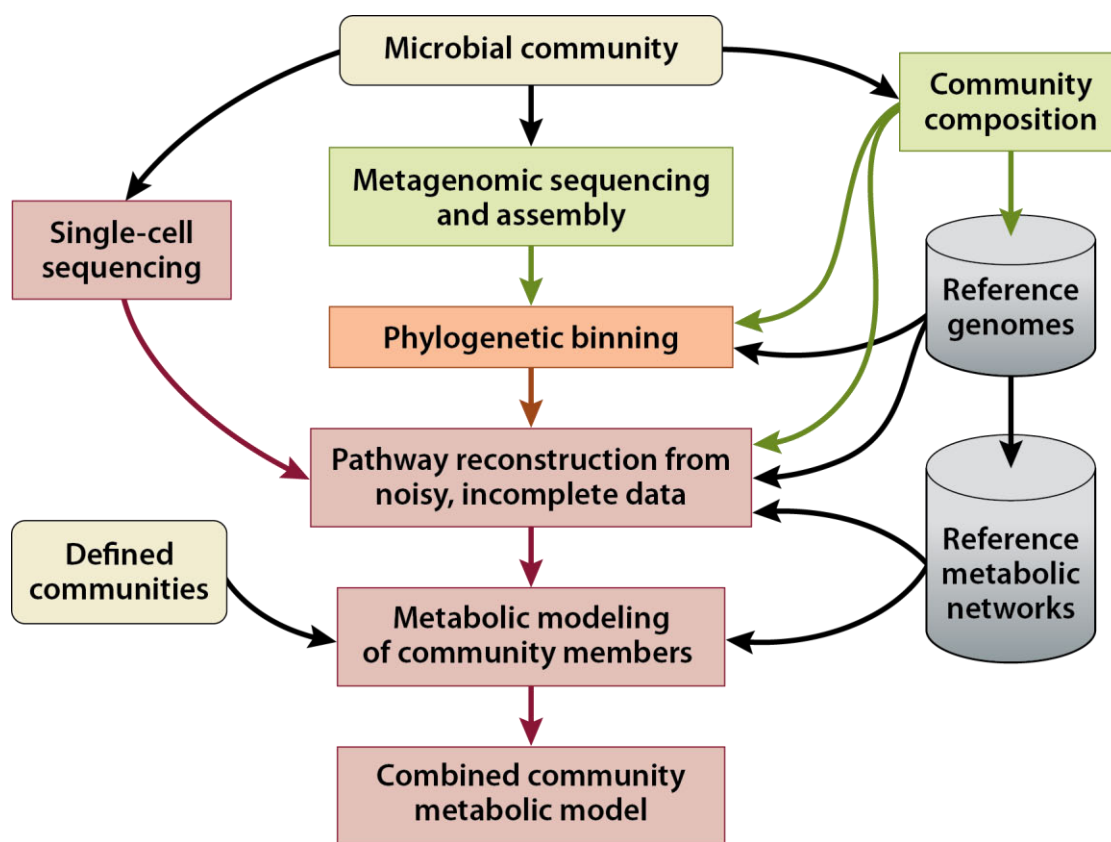 Microbial community
Community
composition
Metagenomic sequencing
and assembly
Single-cell
sequencing
Reference
genomes
Phylogenetic binning
Pathway reconstruction from
noisy, incomplete data
Reference
metabolic
networks
Defined
communities
Metabolic modeling
of community members
Combined community
metabolic model